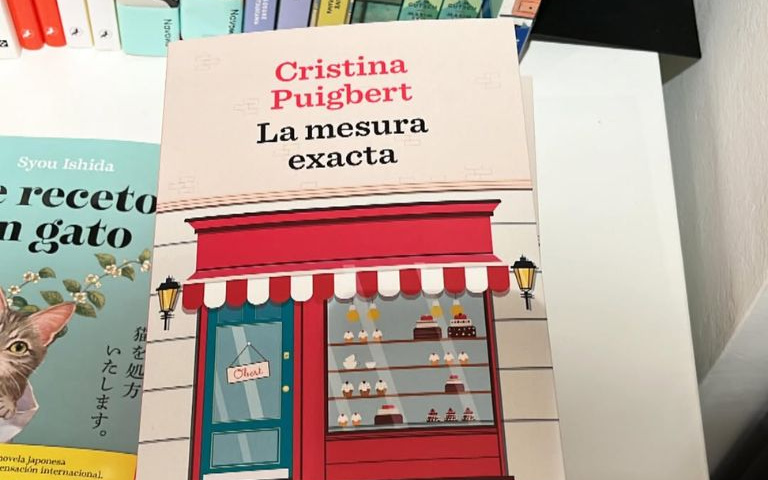 Cristina
Puigbert
La mesura
exacta
Obert
Syou Ishida
receto
gato
猫を処方
いたします。
novela japonesa
sensación internacional.